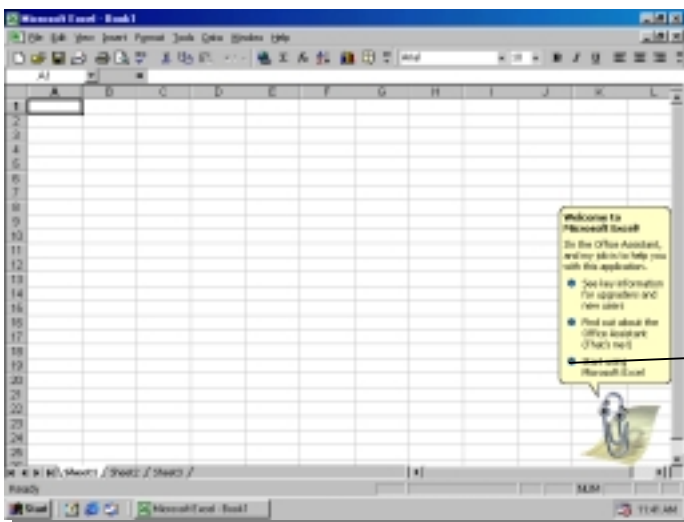 Microsoft Excel - Book1
File Edit View Insert Format Tools Data Window Help
Arial 10 B I U
A1 =
A B C D E F G H I J K L
1
2
3
4
5
6
7
8
9
10
11
12
13
14
15
16
17
18
19
20
21
22
23
24
25
Welcome to
Microsoft Excel!
I'm the Office Assistant,
and my job is to help you
with this application.
See key information
for upgraders and
new users
Find out about the
Office Assistant
(That's me!)
Start using
Microsoft Excel
Sheet1 Sheet2 Sheet3
Ready NUM
Start Microsoft Excel - Book1 11:41 AM